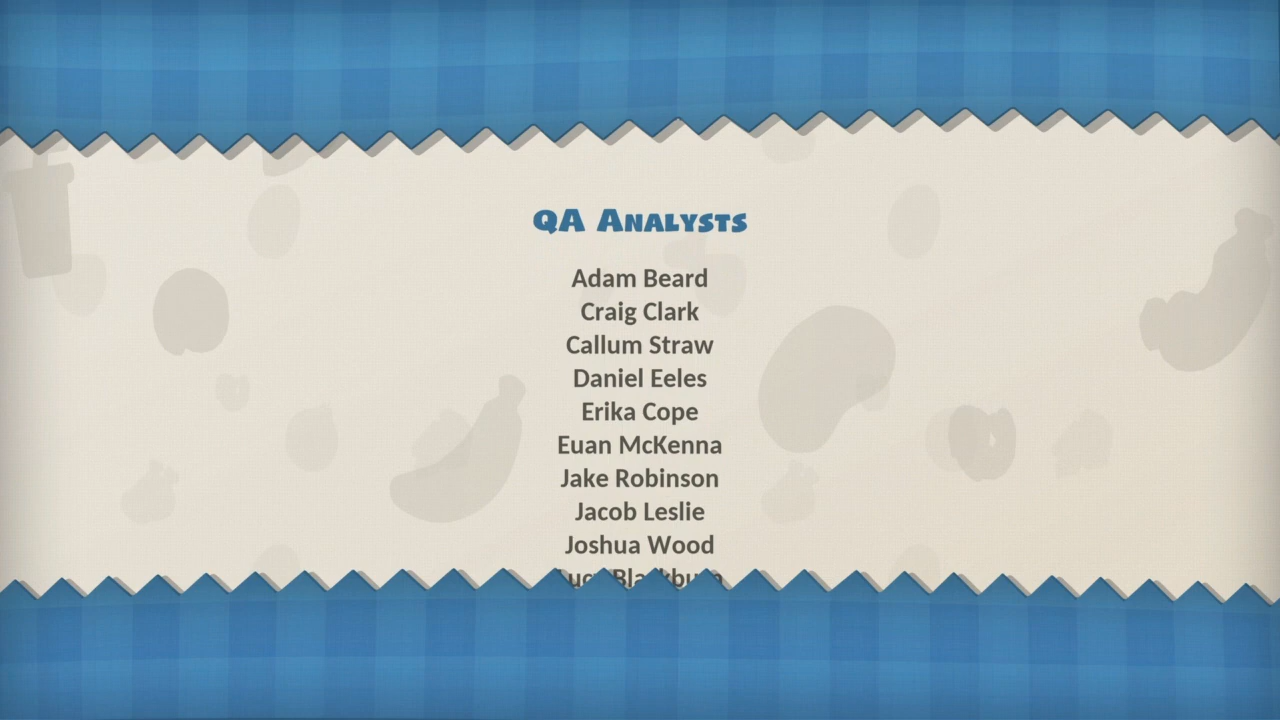 QA Analysts
Adam Beard
Craig Clark
Callum Straw
Daniel Eeles
Erika Cope
Euan McKenna
Jake Robinson
Jacob Leslie
Joshua Wood